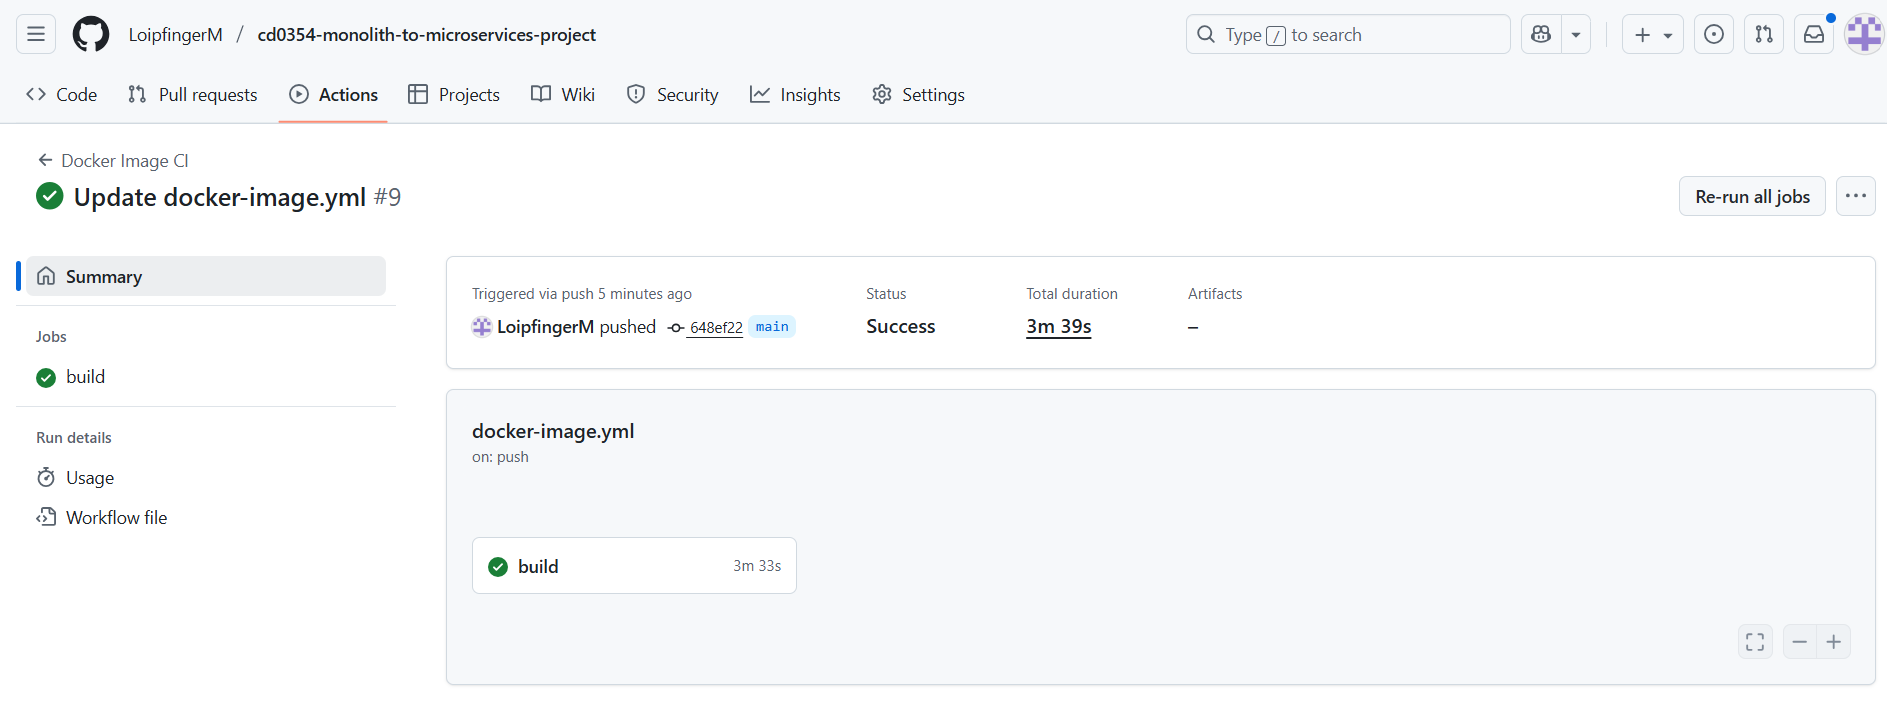 LoipfingerM / cd0354-monolith-to-microservices-project
Type / to search
Code Pull requests Actions Projects Wiki Security Insights Settings
Docker Image CI
Update docker-image.yml #9
Re-run all jobs
Summary
Jobs
build
Run details
Usage
Workflow file
Triggered via push 5 minutes ago
LoipfingerM pushed 648ef22 main
Status
Success
Total duration
3m 39s
Artifacts
–
docker-image.yml
on: push
build 3m 33s